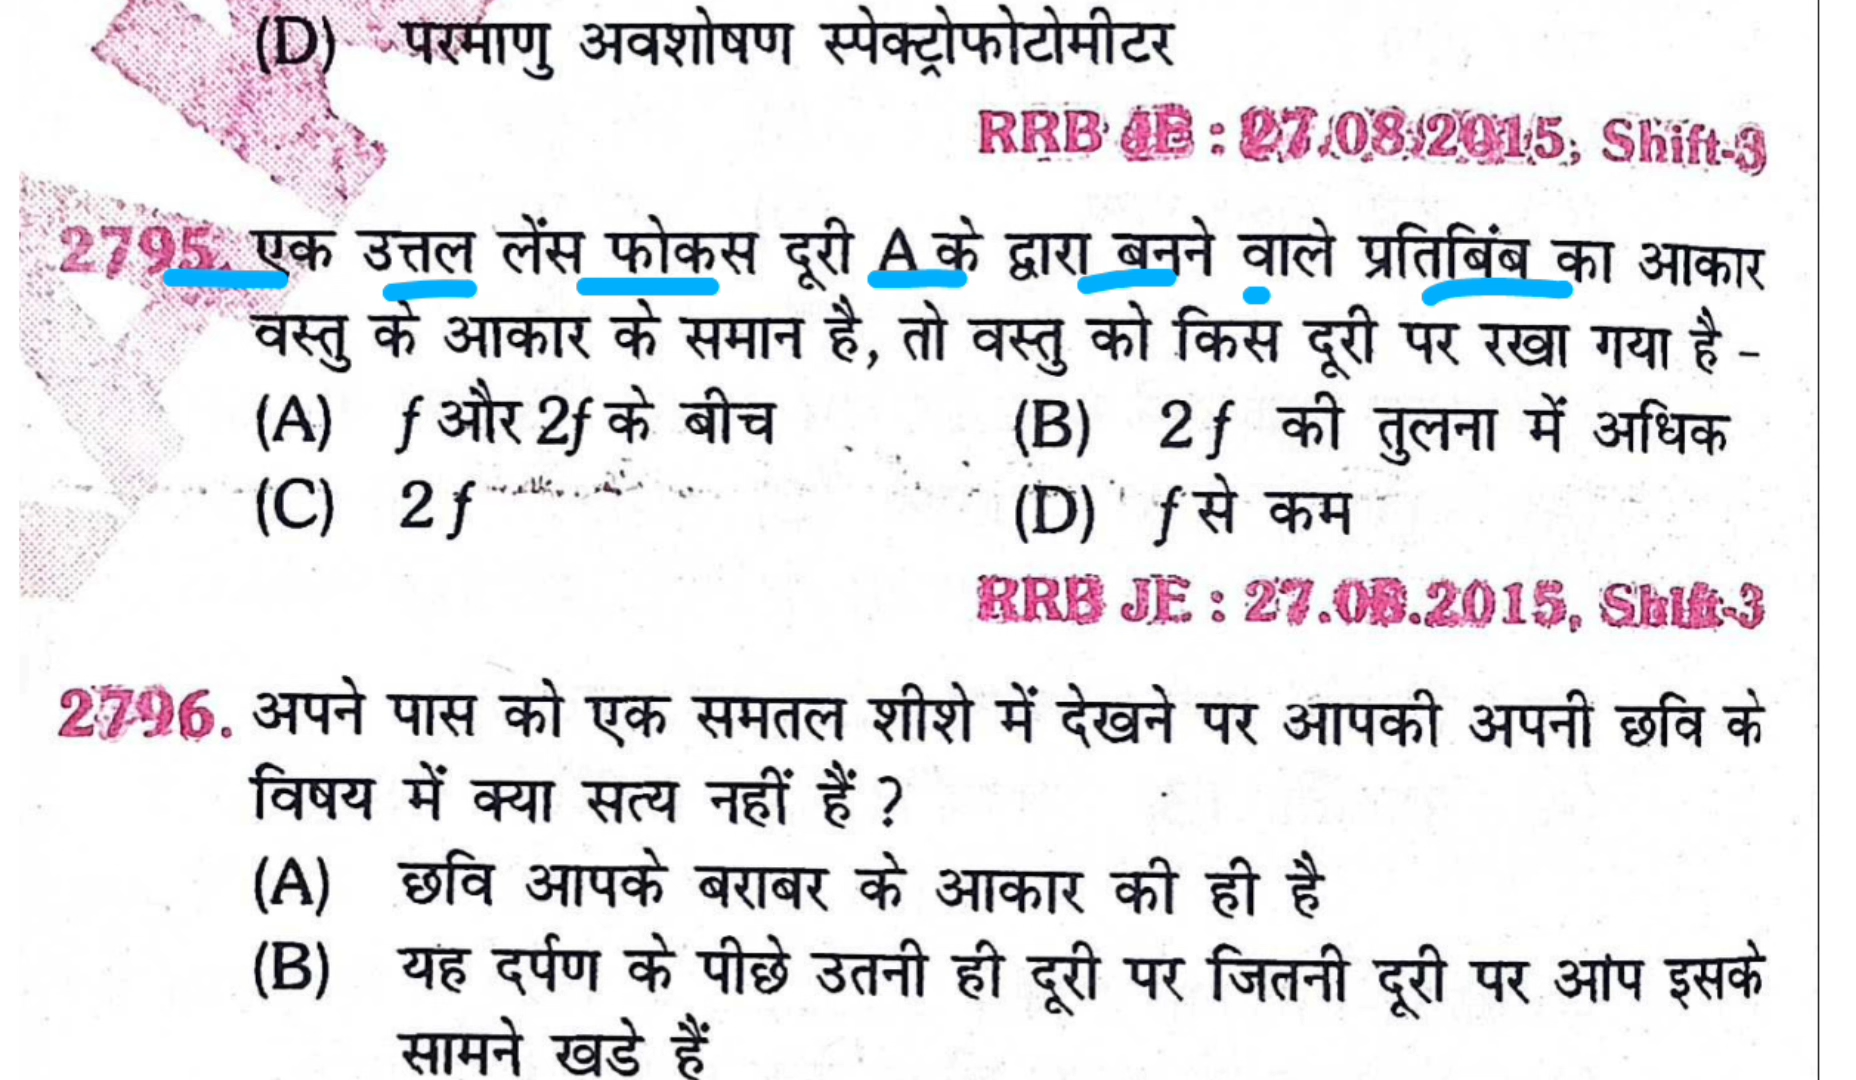 (D) परमाणु अवशोषण स्पेक्ट्रोफोटोमीटर
RRB JE : 27.08.2015, Shift-3
2795. एक उत्तल लेंस फोकस दूरी A के द्वारा बनने वाले प्रतिबिंब का आकार
वस्तु के आकार के समान है, तो वस्तु को किस दूरी पर रखा गया है -
(A) f और 2f के बीच (B) 2f की तुलना में अधिक
(C) 2f (D) f से कम
RRB JE : 27.08.2015, Shift-3
2796. अपने पास को एक समतल शीशे में देखने पर आपकी अपनी छवि के
विषय में क्या सत्य नहीं हैं ?
(A) छवि आपके बराबर के आकार की ही है
(B) यह दर्पण के पीछे उतनी ही दूरी पर जितनी दूरी पर आप इसके
सामने खडे हैं